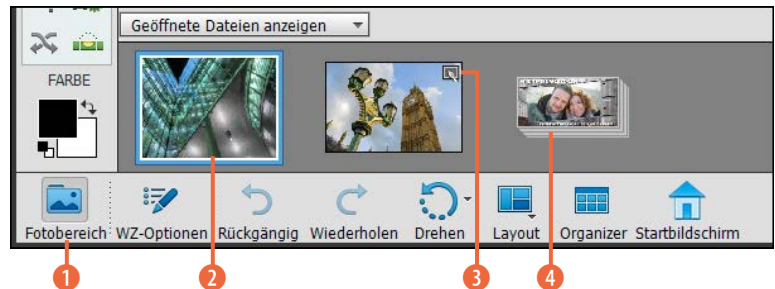 Geöffnete Dateien anzeigen
FARBE
Fotobereich WZ-Optionen Rückgängig Wiederholen Drehen Layout Organizer Startbildschirm
1 2 3 4